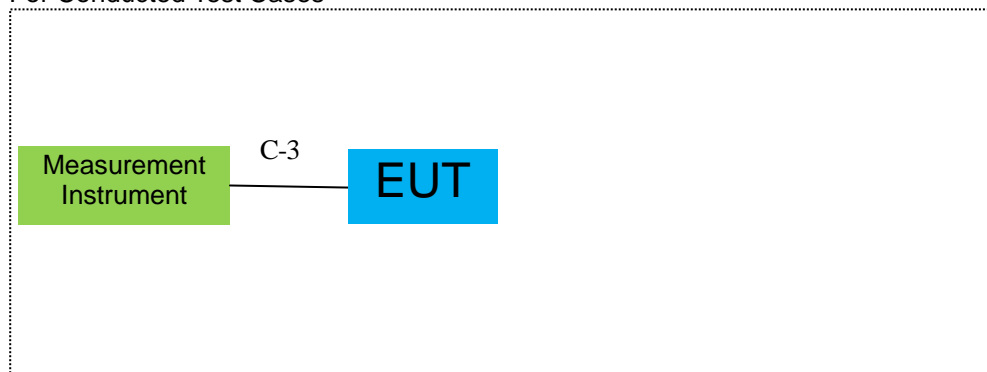 For Conducted Test Cases
C-3
Measurement
Instrument
EUT